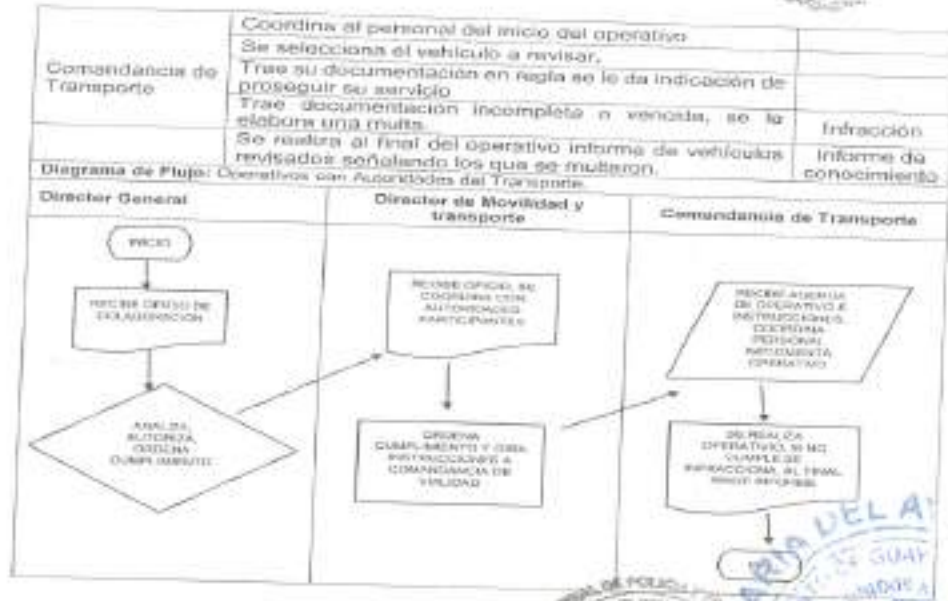 Coordina al personal del inicio del operativo
Se selecciona el vehículo a revisar.
Comandancia de
Transporte
Trae su documentación en regla se le da indicación de
proseguir su servicio
Trae documentación incompleta o vencida, se le
elabora una multa.
Infracción
Se realiza al final del operativo informe de vehículos
revisados señalando los que se multaron.
Informe de
conocimiento
Diagrama de Flujo: Operativos con Autoridades del Transporte.
Director General
Director de Movilidad y
transporte
Comandancia de Transporte
INICIO
RECIBE OFICIO DE
COLABORACIÓN
ANALIZA,
AUTORIZA,
ORDENA
CUMPLIMIENTO
RECIBE OFICIO, SE
COORDINA CON
AUTORIDADES
PARTICIPANTES
ORDENA
CUMPLIMIENTO Y GIRA
INSTRUCCIONES A
COMANDANCIA DE
VIALIDAD
RECIBE AGENDA
DE OPERATIVO E
INSTRUCCIONES,
COORDINA
PERSONAL
OPERATIVO
SE REALIZA
OPERATIVO, SI NO
CUMPLE SE
INFRACCIONA, AL FINAL
DEL A
GUAY